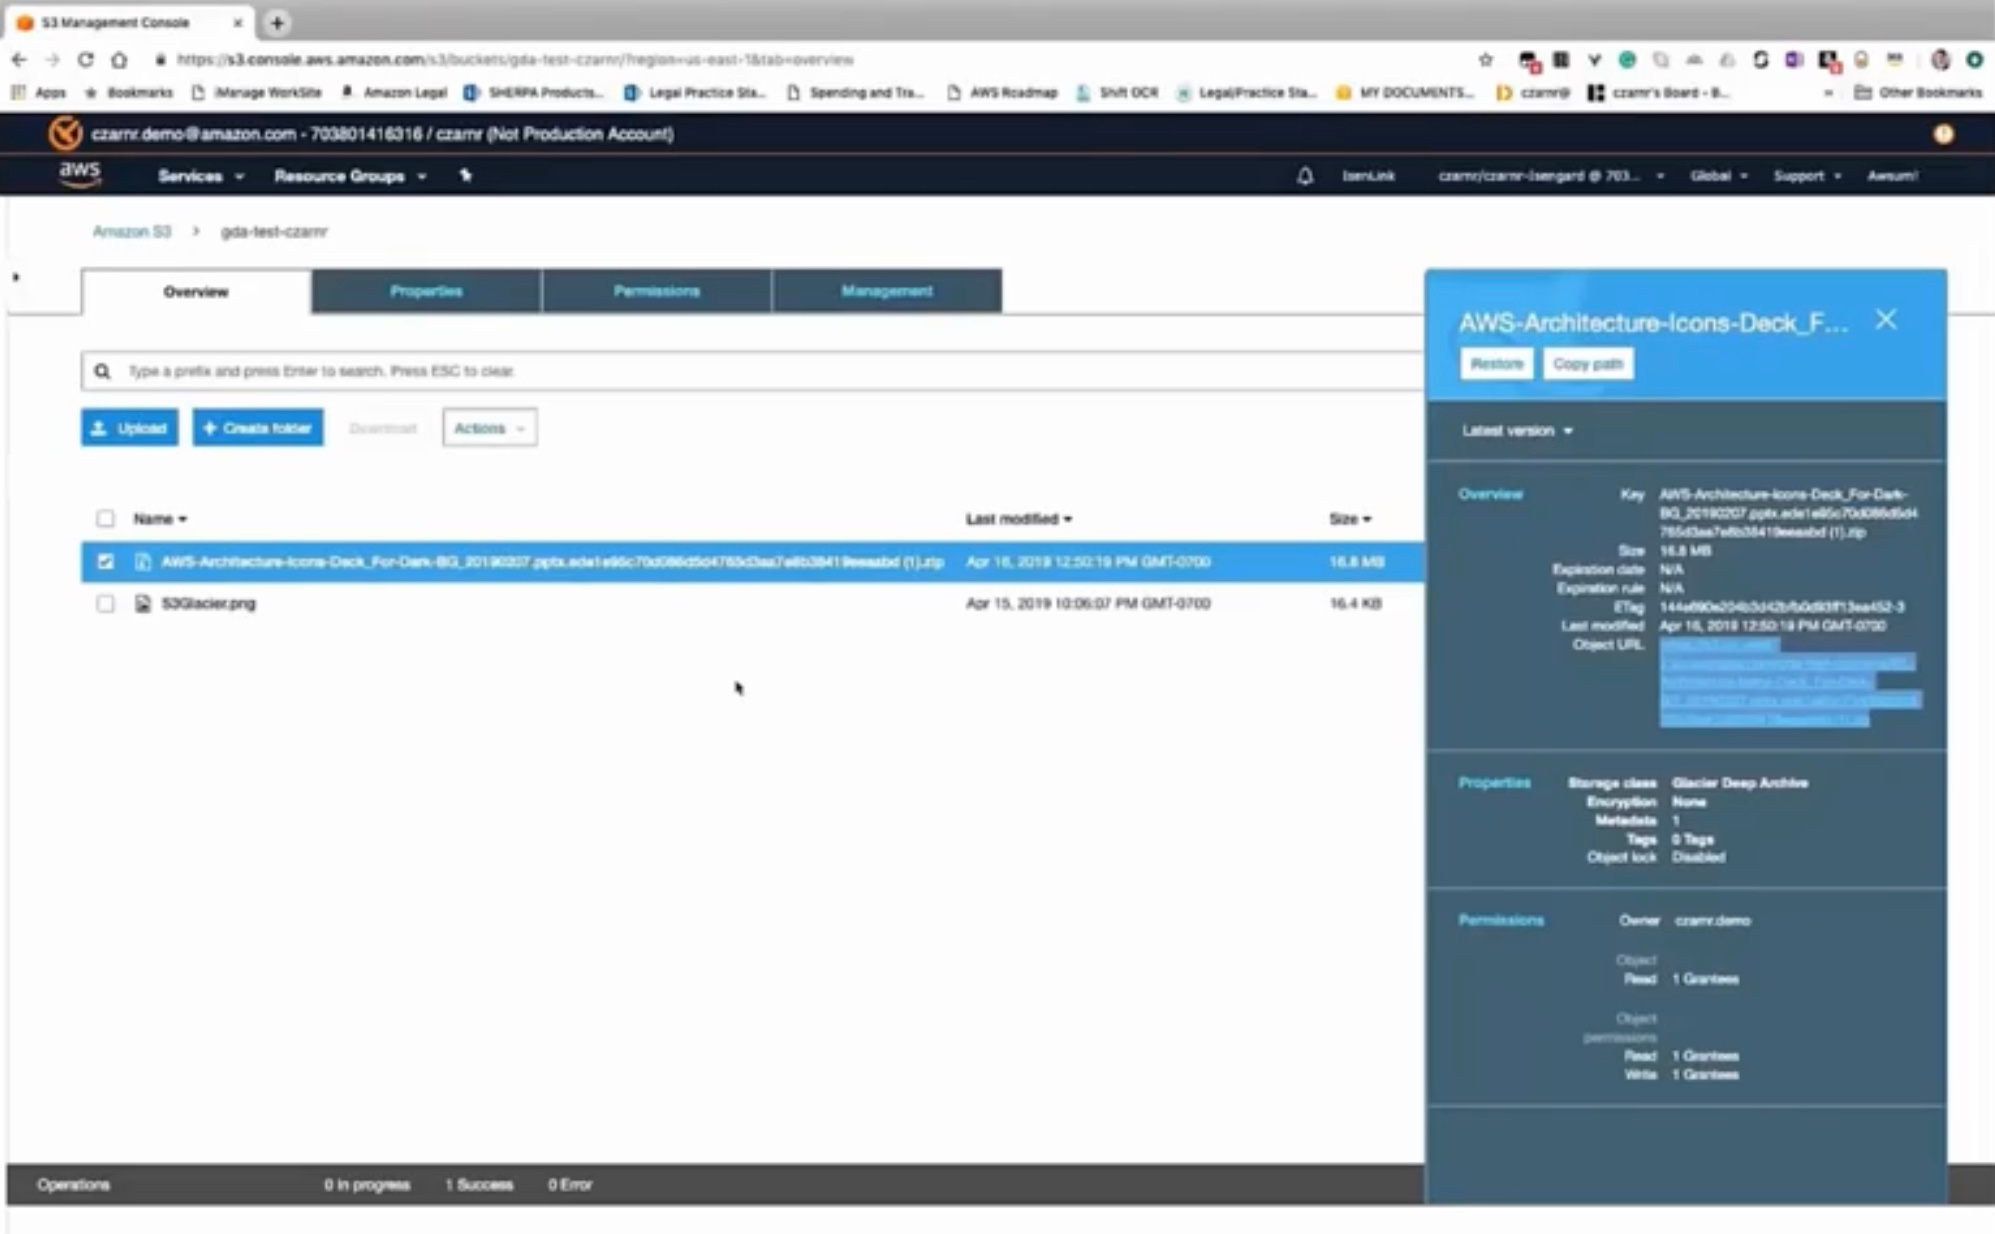 S3 Management Console
https://s3.console.aws.amazon.com/s3/buckets/gda-test-czarnr/?region=us-east-1&tab=overview
Apps Bookmarks iManage WorkSite Amazon Legal SHERPA Products... Legal Practice Sta... Spending and Tra... AWS Roadmap Shift OCR Legal/Practice Sta... MY DOCUMENTS... czarnr@ czarnr's Board - B... » Other Bookmarks
czarnr.demo@amazon.com - 703801416316 / czarnr (Not Production Account)
aws Services Resource Groups IsenLink czarnr/czarnr-Isengard @ 703... Global Support Awsum!
Amazon S3 > gda-test-czarnr
Overview Properties Permissions Management
Type a prefix and press Enter to search. Press ESC to clear.
Upload + Create folder Download Actions
Name Last modified Size
AWS-Architecture-Icons-Deck_For-Dark-BG_20190207.pptx. (1).zip Apr 16, 2019 12:50:19 PM GMT-0700 16.8 MB
S3Glacier.png Apr 15, 2019 10:06:07 PM GMT-0700 16.4 KB
AWS-Architecture-Icons-Deck_F...
Restore Copy path
Latest version
Overview Key AWS-Architecture-Icons-Deck_For-Dark-
BG_20190207.pptx.
(1).zip
Size 16.8 MB
Expiration date N/A
Expiration rule N/A
ETag
Last modified Apr 16, 2019 12:50:19 PM GMT-0700
Object URL
Properties Storage class Glacier Deep Archive
Encryption None
Metadata 1
Tags 0 Tags
Object lock Disabled
Permissions Owner czarnr.demo
Object
Read 1 Grantees
Object
permissions
Read 1 Grantees
Write 1 Grantees
Operations 0 In progress 1 Success 0 Error